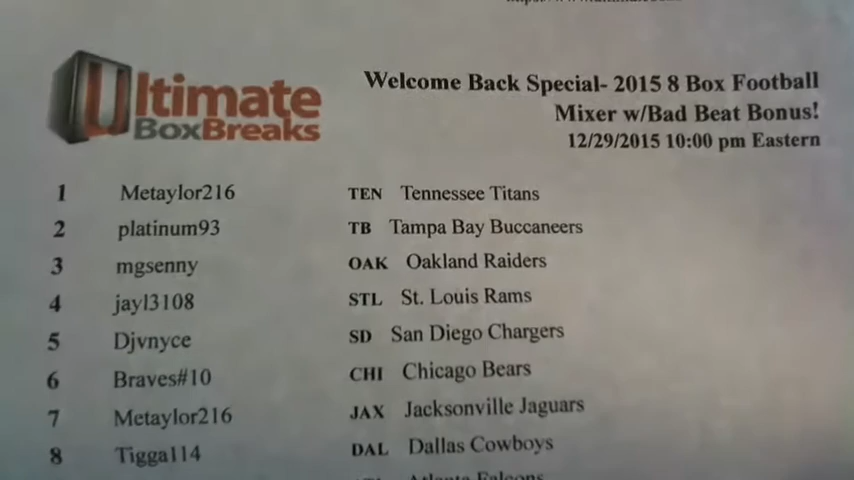 Ultimate
BoxBreaks
Welcome Back Special- 2015 8 Box Football
Mixer w/Bad Beat Bonus!
12/29/2015 10:00 pm Eastern
1 Metaylor216 TEN Tennessee Titans
2 platinum93 TB Tampa Bay Buccaneers
3 mgsenny OAK Oakland Raiders
4 jayl3108 STL St. Louis Rams
5 Djvnyce SD San Diego Chargers
6 Braves#10 CHI Chicago Bears
7 Metaylor216 JAX Jacksonville Jaguars
8 Tigga114 DAL Dallas Cowboys
Atlanta Falcons